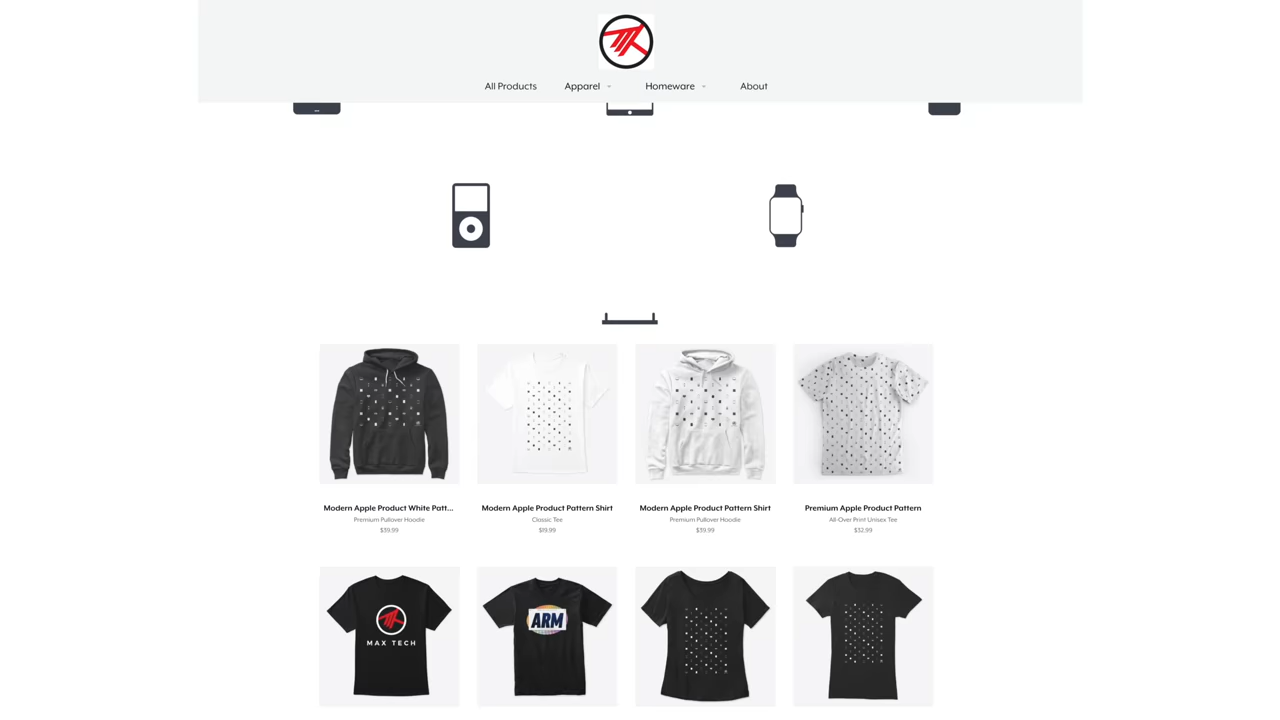 All Products
Apparel
Homeware
About
Modern Apple Product White Patt...
Premium Pullover Hoodie
$39.99
Modern Apple Product Pattern Shirt
Classic Tee
$19.99
Modern Apple Product Pattern Shirt
Premium Pullover Hoodie
$39.99
Premium Apple Product Pattern
All-Over Print Unisex Tee
$32.99
MAX TECH
ARM